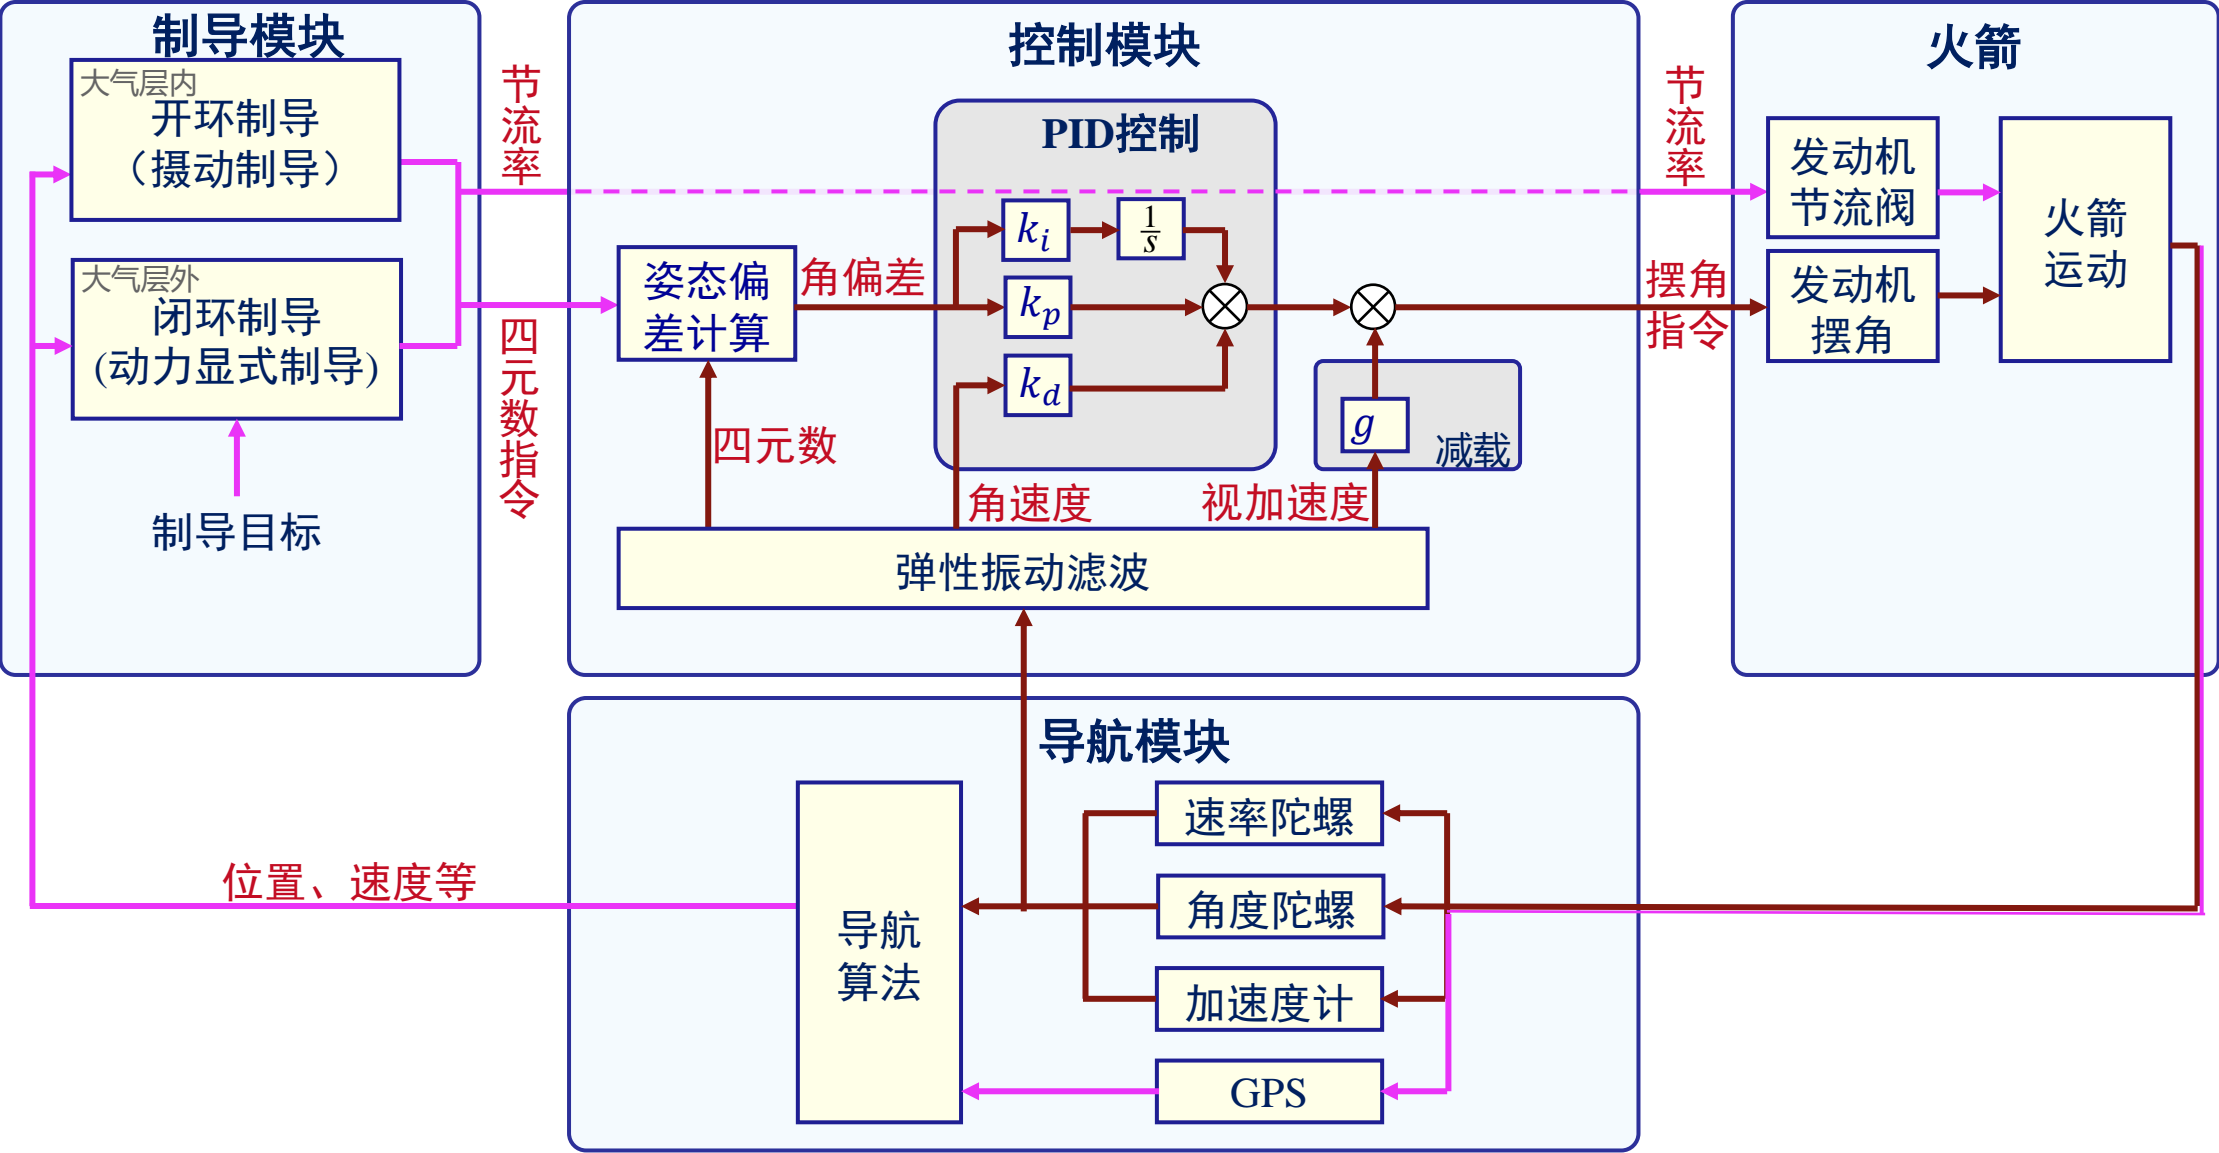 制导模块
大气层内
开环制导
（摄动制导）
大气层外
闭环制导
(动力显式制导)
制导目标
节流率
四元数指令
控制模块
PID控制
k_i
1/s
k_p
k_d
姿态偏
差计算
角偏差
四元数
角速度
视加速度
g
减载
弹性振动滤波
节流率
摆角
指令
火箭
发动机
节流阀
发动机
摆角
火箭
运动
导航模块
速率陀螺
角度陀螺
加速度计
GPS
导航
算法
位置、速度等